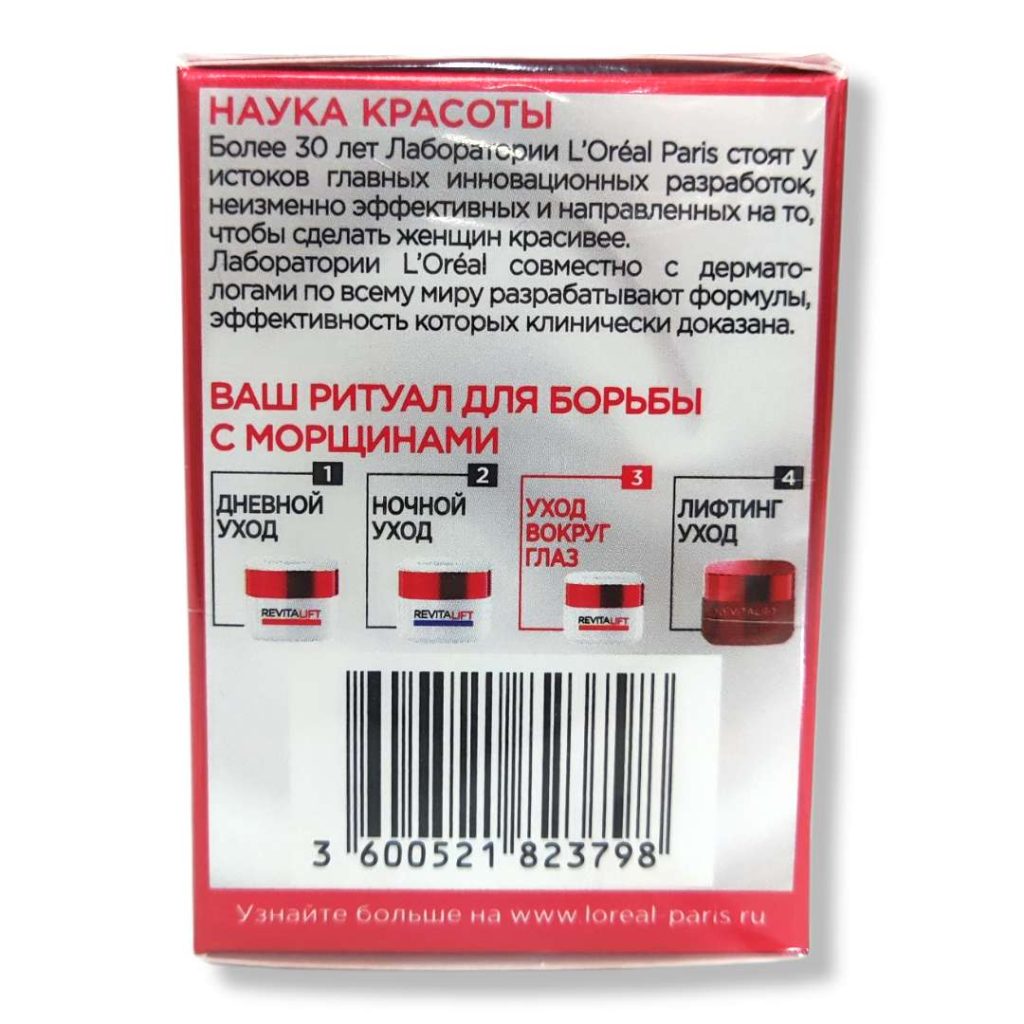 НАУКА КРАСОТЫ
Более 30 лет Лаборатории L'Oréal Paris стоят у
истоков главных инновационных разработок,
неизменно эффективных и направленных на то,
чтобы сделать женщин красивее.
Лаборатории L'Oréal совместно с дермато-
логами по всему миру разрабатывают формулы,
эффективность которых клинически доказана.
ВАШ РИТУАЛ ДЛЯ БОРЬБЫ
С МОРЩИНАМИ
1
ДНЕВНОЙ
УХОД
REVITALIFT
2
НОЧНОЙ
УХОД
REVITALIFT
3
УХОД
ВОКРУГ
ГЛАЗ
REVITALIFT
4
ЛИФТИНГ
УХОД
REVITALIFT
3 600521 823798
Узнайте больше на www.loreal-paris.ru